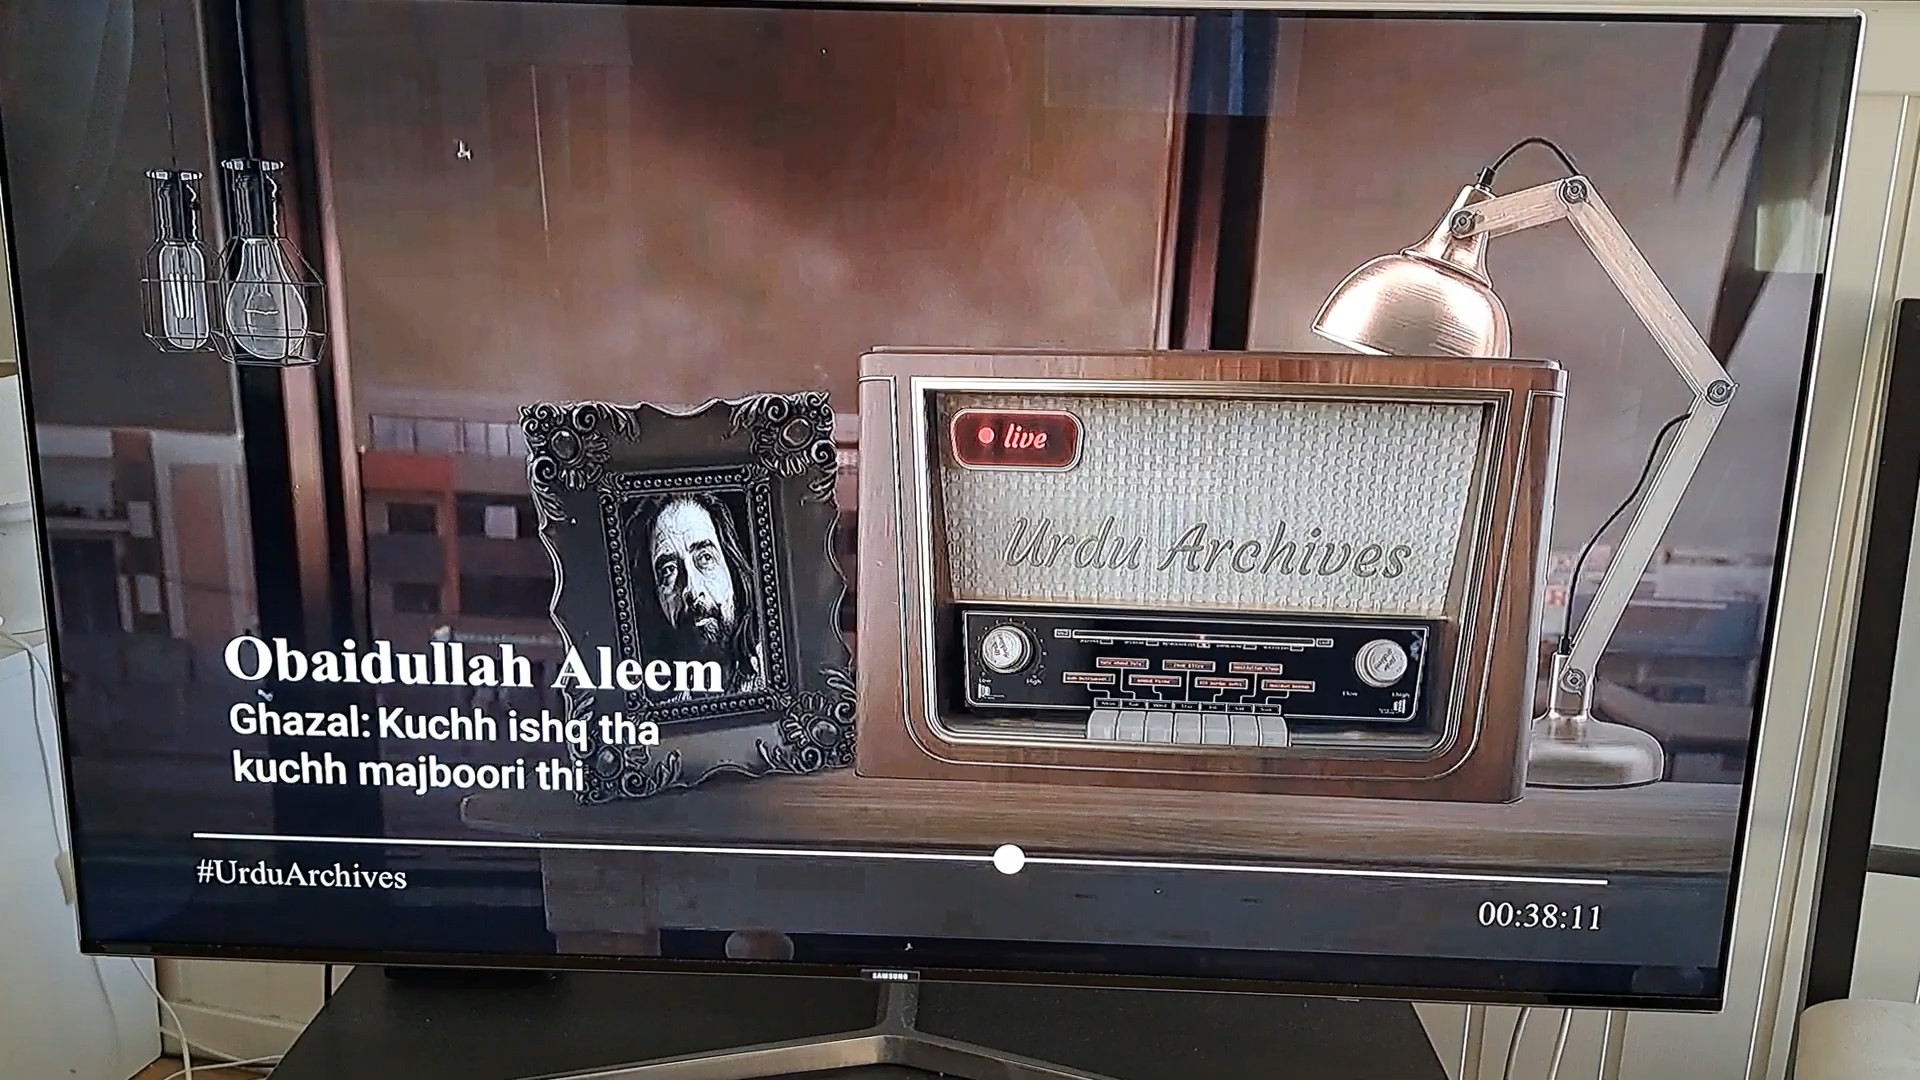 live
Urdu Archives
Obaidullah Aleem
Ghazal: Kuchh ishq tha
kuchh majboori thi
#UrduArchives
00:38:11
SAMSUNG